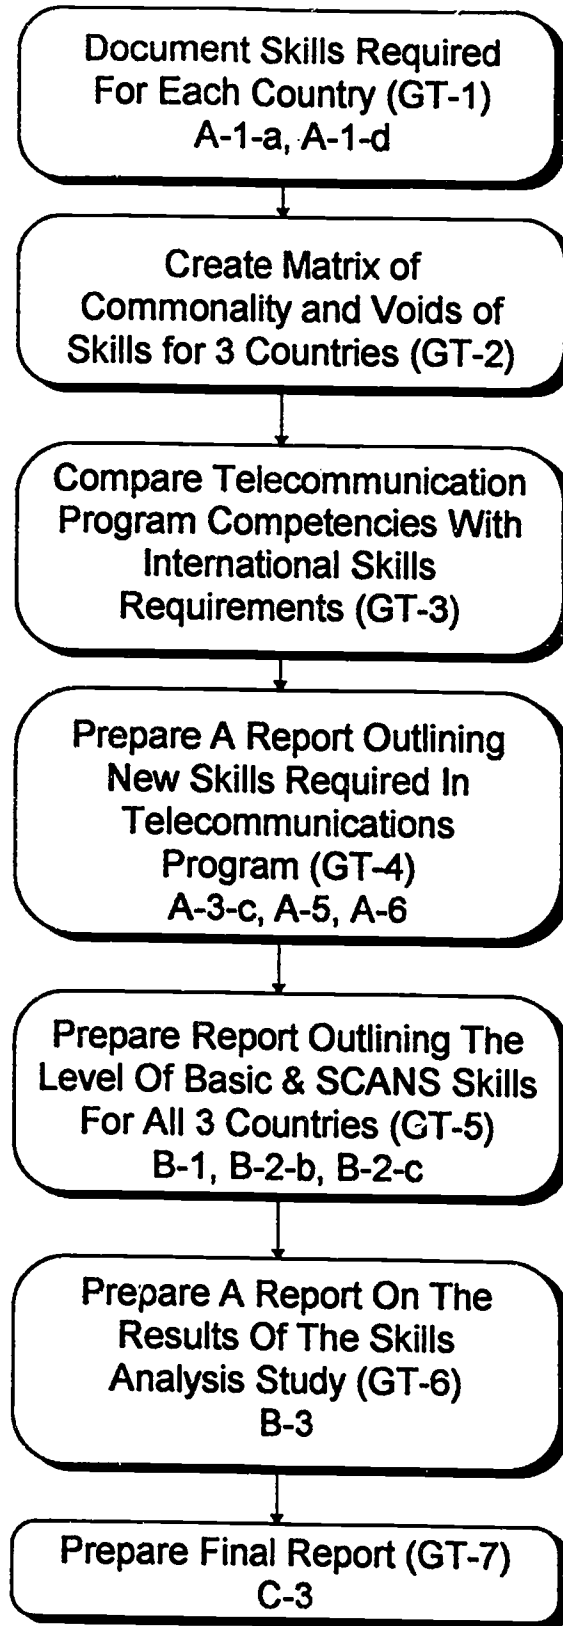 Document Skills Required
For Each Country (GT-1)
A-1-a, A-1-d
Create Matrix of
Commonality and Voids of
Skills for 3 Countries (GT-2)
Compare Telecommunication
Program Competencies With
International Skills
Requirements (GT-3)
Prepare A Report Outlining
New Skills Required In
Telecommunications
Program (GT-4)
A-3-c, A-5, A-6
Prepare Report Outlining The
Level Of Basic & SCANS Skills
For All 3 Countries (GT-5)
B-1, B-2-b, B-2-c
Prepare A Report On The
Results Of The Skills
Analysis Study (GT-6)
B-3
Prepare Final Report (GT-7)
C-3